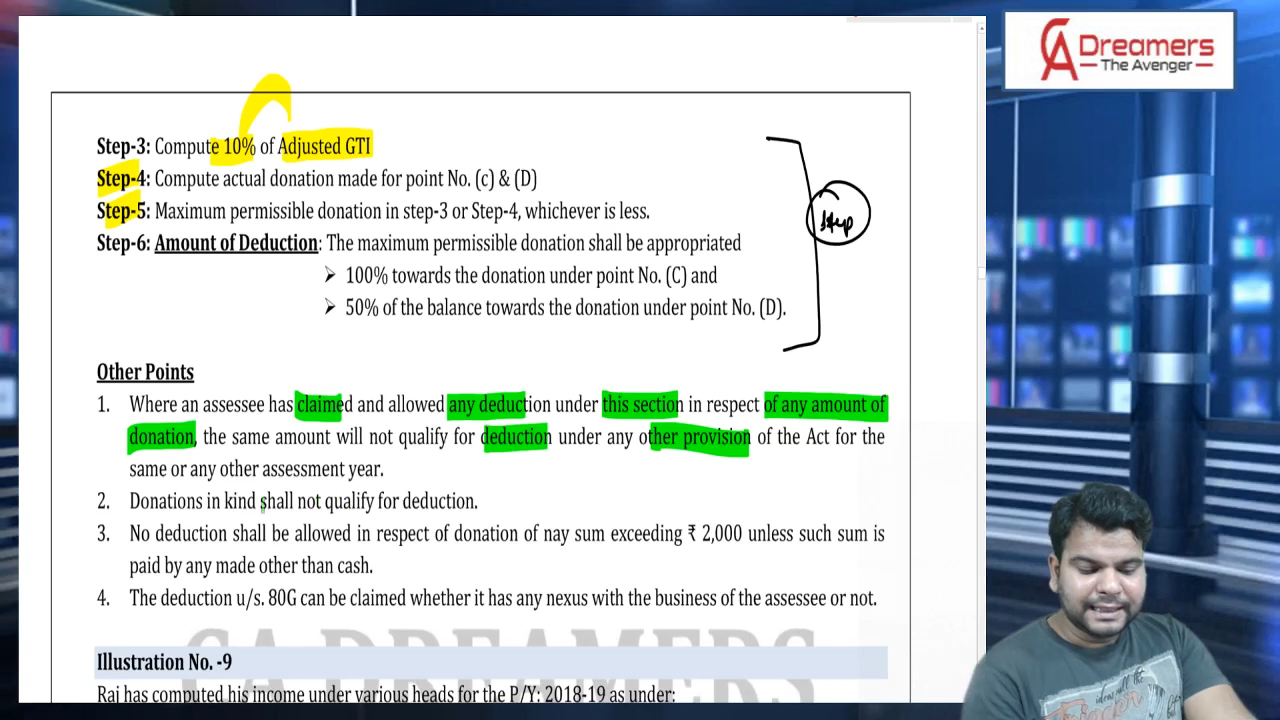 CA Dreamers
The Avenger
Step-3: Compute 10% of Adjusted GTI
Step-4: Compute actual donation made for point No. (c) & (D)
Step-5: Maximum permissible donation in step-3 or Step-4, whichever is less.
Step-6: Amount of Deduction: The maximum permissible donation shall be appropriated
➢ 100% towards the donation under point No. (C) and
➢ 50% of the balance towards the donation under point No. (D).
Step
Other Points
1. Where an assessee has claimed and allowed any deduction under this section in respect of any amount of
donation, the same amount will not qualify for deduction under any other provision of the Act for the
same or any other assessment year.
2. Donations in kind shall not qualify for deduction.
3. No deduction shall be allowed in respect of donation of nay sum exceeding ₹ 2,000 unless such sum is
paid by any made other than cash.
4. The deduction u/s. 80G can be claimed whether it has any nexus with the business of the assessee or not.
CA DREAMERS
Illustration No. -9
Raj has computed his income under various heads for the P/Y: 2018-19 as under: